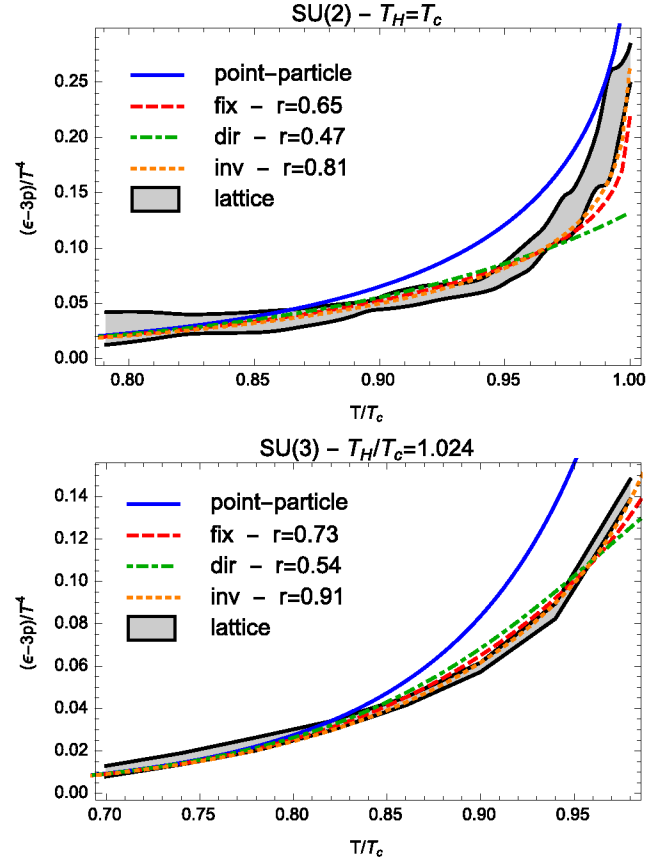 SU(2) – T_H=T_c
point–particle
fix – r=0.65
dir – r=0.47
inv – r=0.81
lattice
(ϵ-3p)/T^4
0.25
0.20
0.15
0.10
0.05
0.00
0.80 0.85 0.90 0.95 1.00
T/T_c
SU(3) – T_H/T_c=1.024
point–particle
fix – r=0.73
dir – r=0.54
inv – r=0.91
lattice
(ϵ-3p)/T^4
0.14
0.12
0.10
0.08
0.06
0.04
0.02
0.00
0.70 0.75 0.80 0.85 0.90 0.95
T/T_c